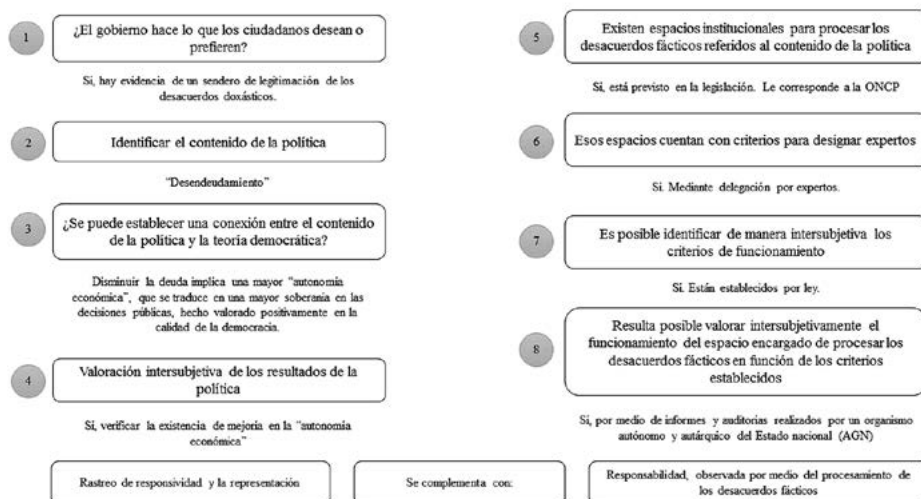 1
¿El gobierno hace lo que los ciudadanos desean o
prefieren?
Si, hay evidencia de un sendero de legitimación de los
desacuerdos doxásticos.
2
Identificar el contenido de la política
"Desendeudamiento"
3
¿Se puede establecer una conexión entre el contenido
de la política y la teoría democrática?
Disminuir la deuda implica una mayor "autonomía
económica", que se traduce en una mayor soberanía en las
decisiones públicas, hecho valorado positivamente en la
calidad de la democracia.
4
Valoración intersubjetiva de los resultados de la
política
Sí, verificar la existencia de mejoría en la "autonomía
económica"
5
Existen espacios institucionales para procesar los
desacuerdos fácticos referidos al contenido de la política
Sí, está previsto en la legislación. Le corresponde a la ONCP
6
Esos espacios cuentan con criterios para designar expertos
Si. Mediante delegación por expertos.
7
Es posible identificar de manera intersubjetiva los
criterios de funcionamiento
Si. Están establecidos por ley.
8
Resulta posible valorar intersubjetivamente el
funcionamiento del espacio encargado de procesar los
desacuerdos fácticos en función de los criterios
establecidos
Sí, por medio de informes y auditorias realizados por un organismo
autónomo y autárquico del Estado nacional (AGN)
Rastreo de responsividad y la representación
Se complementa con:
Responsabilidad, observada por medio del procesamiento de
los desacuerdos fácticos